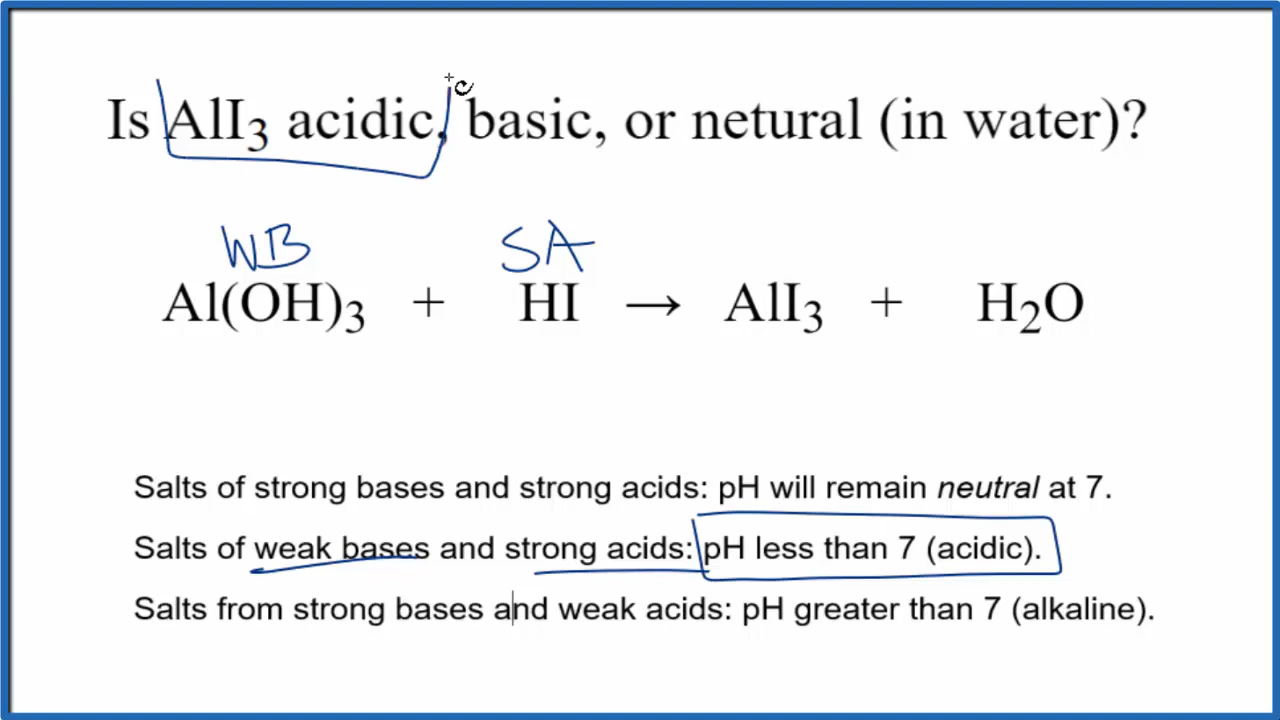 Is AlI₃ acidic, basic, or netural (in water)?
WB SA
Al(OH)₃ + HI → AlI₃ + H₂O
Salts of strong bases and strong acids: pH will remain neutral at 7.
Salts of weak bases and strong acids: pH less than 7 (acidic).
Salts from strong bases and weak acids: pH greater than 7 (alkaline).